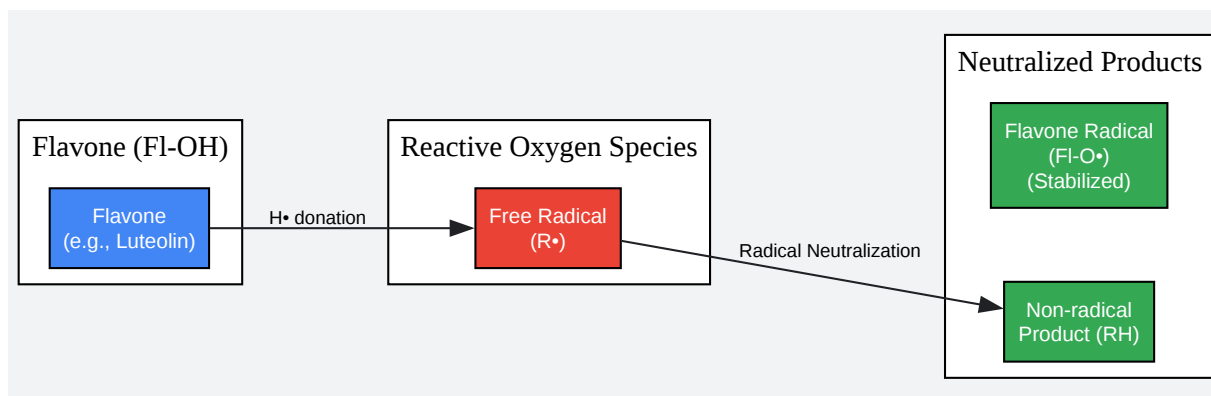 Flavone (Fl-OH)
Flavone
(e.g., Luteolin)
H• donation
Reactive Oxygen Species
Free Radical
(R•)
Radical Neutralization
Neutralized Products
Flavone Radical
(Fl-O•)
(Stabilized)
Non-radical
Product (RH)